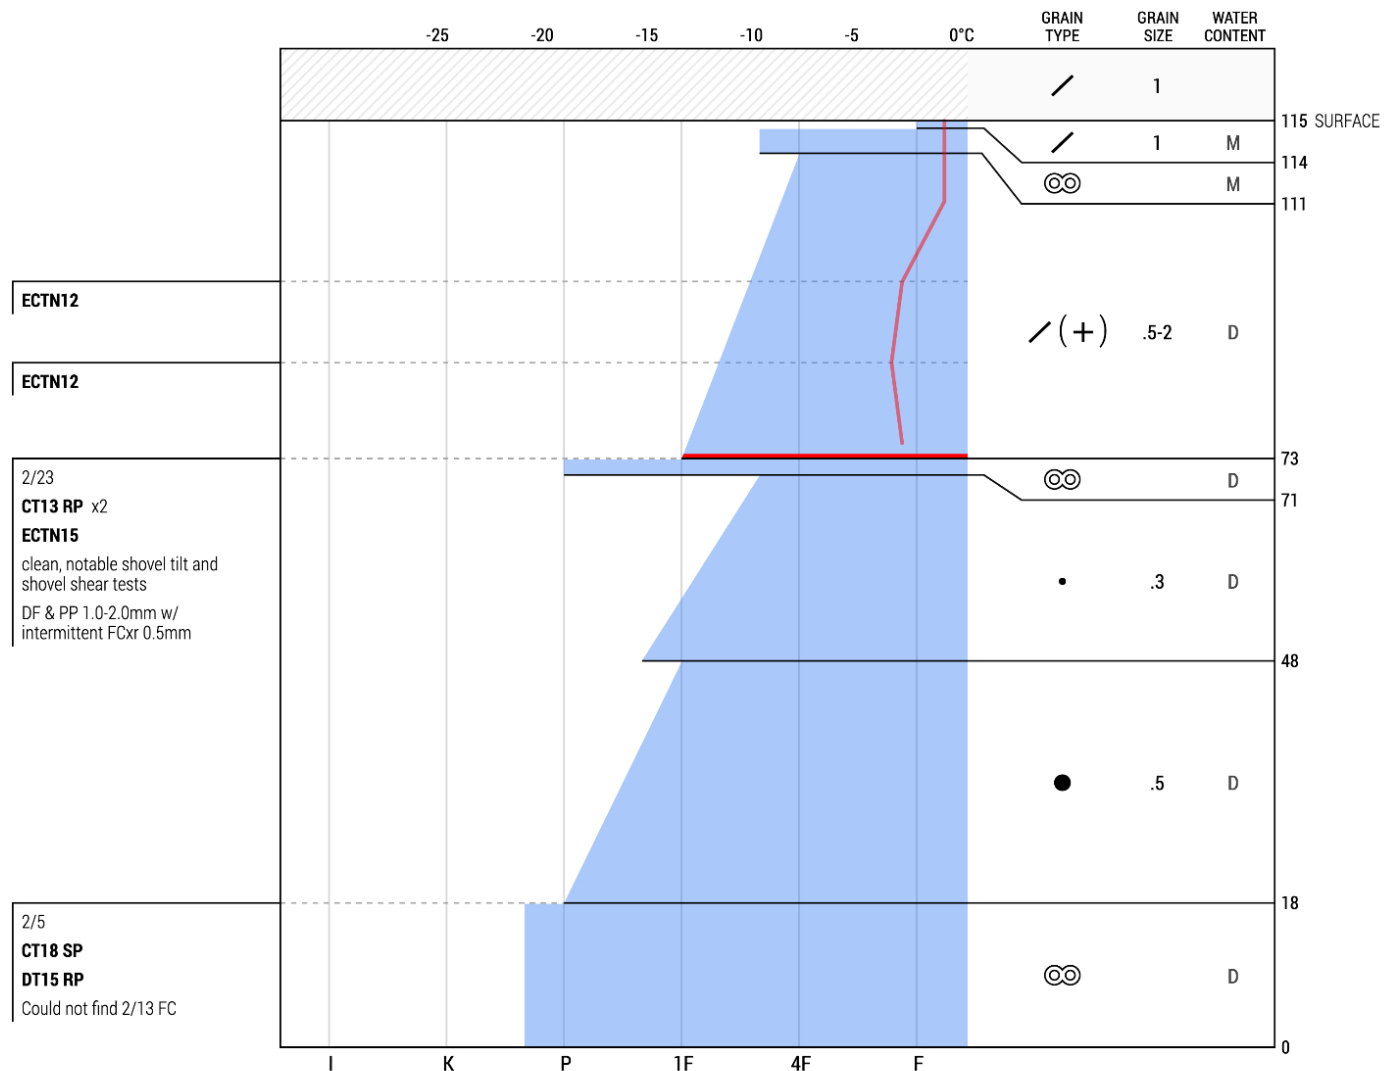 -25 -20 -15 -10 -5 0°C
GRAIN TYPE
GRAIN SIZE
WATER CONTENT
1
115 SURFACE
1 M
114
M
111
ECTN12
(+) .5-2 D
ECTN12
73
2/23
CT13 RP x2
ECTN15
clean, notable shovel tilt and
shovel shear tests
DF & PP 1.0-2.0mm w/
intermittent FCxr 0.5mm
D
71
.3 D
48
.5 D
18
2/5
CT18 SP
DT15 RP
Could not find 2/13 FC
D
0
I K P 1F 4F F